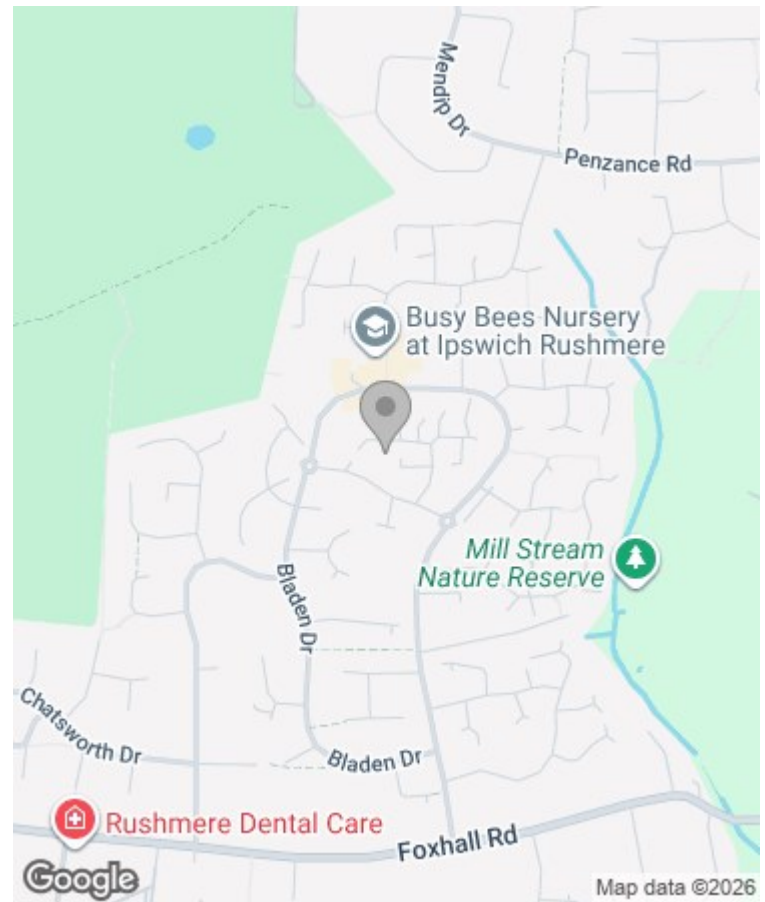 Mendip Dr
Penzance Rd
Busy Bees Nursery
at Ipswich Rushmere
Mill Stream
Nature Reserve
Bladen Dr
Chatsworth Dr
Bladen Dr
Rushmere Dental Care
Foxhall Rd
Google
Map data ©2026